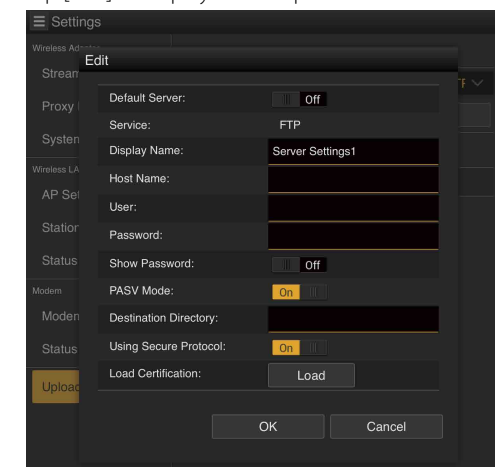 Settings
Wireless
Edit
Stream
Default Server: Off
Proxy
Service: FTP
System
Display Name: Server Settings1
Wireless LA
Host Name:
AP Set
User:
Station
Password:
Status
Show Password: Off
Modem
PASV Mode: On
Modem
Destination Directory:
Status
Using Secure Protocol: On
Load Certification: Load
Upload
OK Cancel